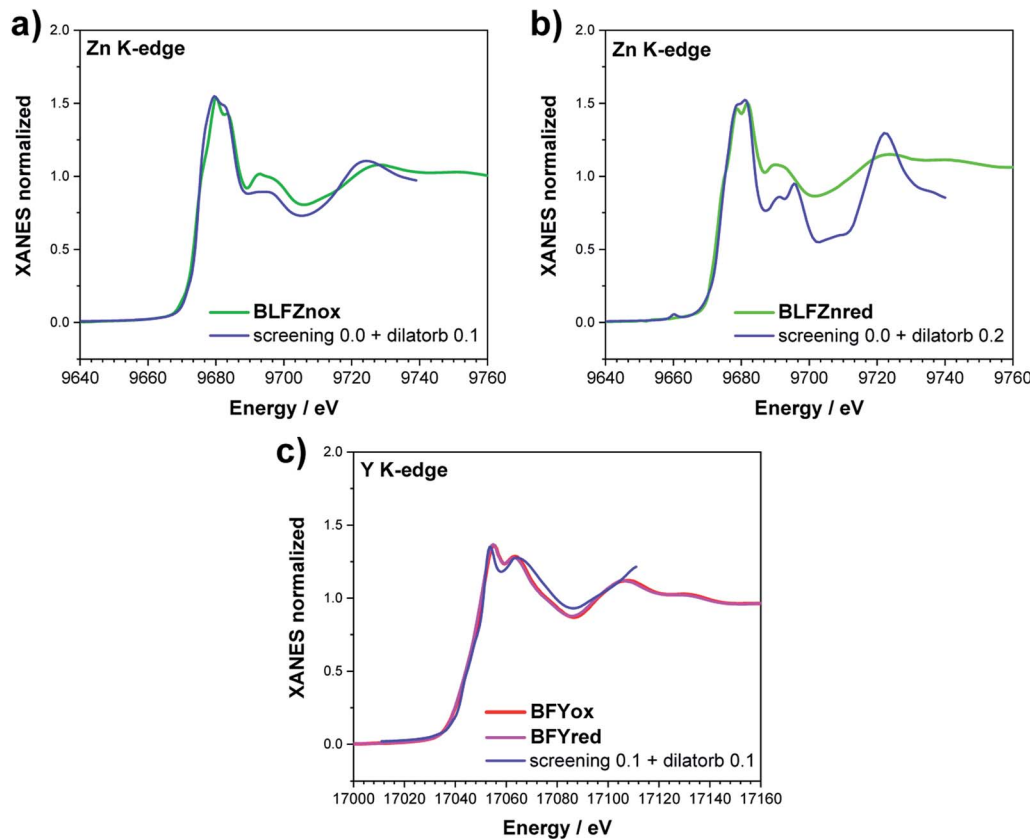 a)
Zn K-edge
XANES normalized
2.0
1.5
1.0
0.5
0.0
BLFZnox
screening 0.0 + dilatorb 0.1
9640 9660 9680 9700 9720 9740 9760
Energy / eV
b)
Zn K-edge
XANES normalized
2.0
1.5
1.0
0.5
0.0
BLFZnred
screening 0.0 + dilatorb 0.2
9640 9660 9680 9700 9720 9740 9760
Energy / eV
c)
Y K-edge
XANES normalized
2.0
1.5
1.0
0.5
0.0
BFYox
BFYred
screening 0.1 + dilatorb 0.1
17000 17020 17040 17060 17080 17100 17120 17140 17160
Energy / eV